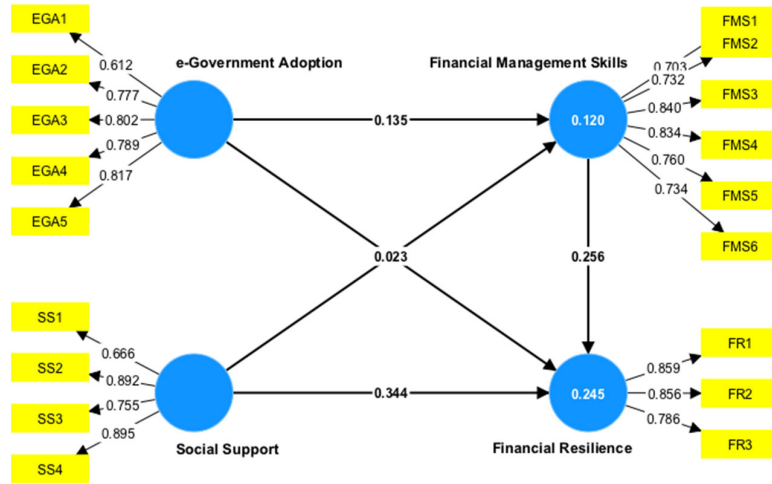 EGA1
EGA2
EGA3
EGA4
EGA5
0.612
0.777
0.802
0.789
0.817
e-Government Adoption
Financial Management Skills
0.135
0.120
FMS1
FMS2
FMS3
FMS4
FMS5
FMS6
0.703
0.732
0.840
0.834
0.760
0.734
0.023
0.256
SS1
SS2
SS3
SS4
0.666
0.892
0.755
0.895
Social Support
0.344
0.245
Financial Resilience
0.859
0.856
0.786
FR1
FR2
FR3